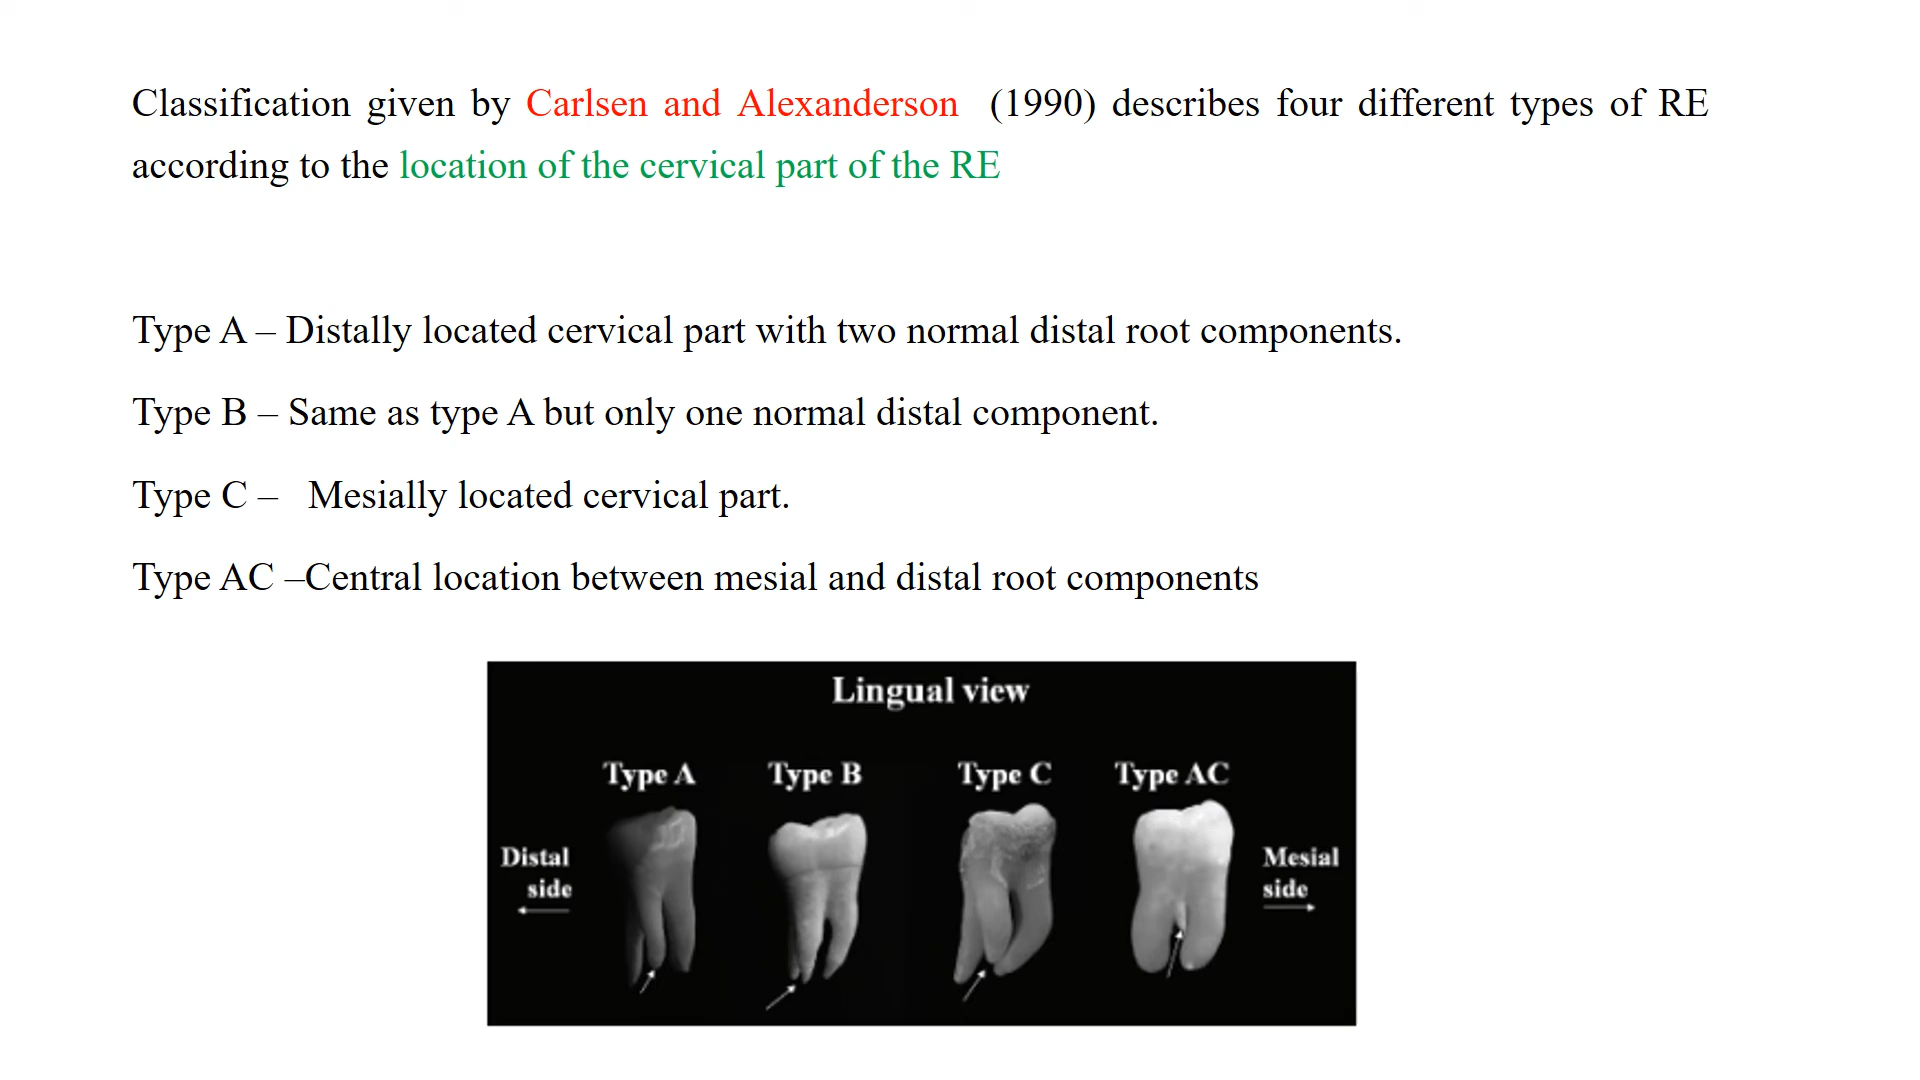 Classification given by Carlsen and Alexanderson (1990) describes four different types of RE
according to the location of the cervical part of the RE
Type A – Distally located cervical part with two normal distal root components.
Type B – Same as type A but only one normal distal component.
Type C – Mesially located cervical part.
Type AC –Central location between mesial and distal root components
Lingual view
Type A Type B Type C Type AC
Distal
side
Mesial
side